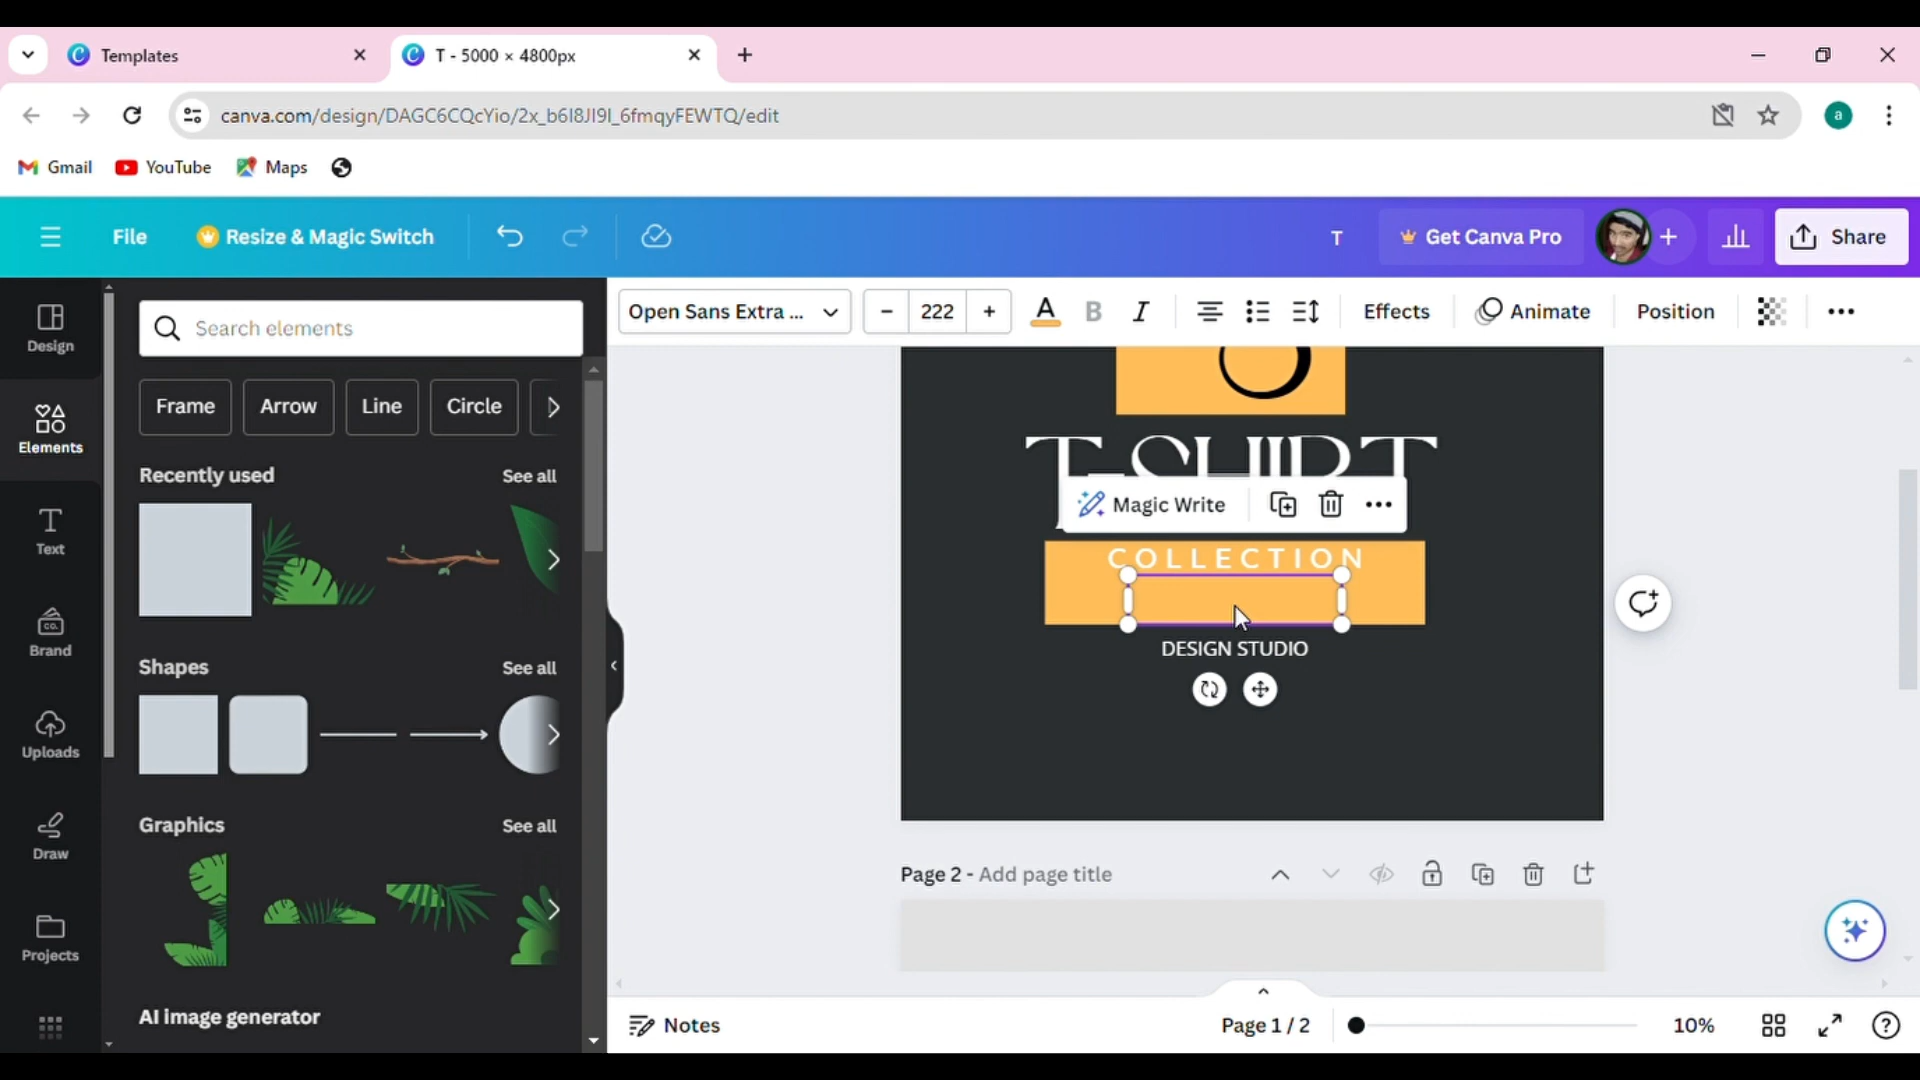 Templates
T - 5000 × 4800px
canva.com/design/DAGC6CQcYio/2x_b6I8JI9I_6fmqyFEWTQ/edit
a
Gmail
YouTube
Maps
File
Resize & Magic Switch
T
Get Canva Pro
Share
Design
Elements
Text
Brand
Uploads
Draw
Projects
Search elements
Frame
Arrow
Line
Circle
Recently used
See all
Shapes
See all
Graphics
See all
AI image generator
Open Sans Extra ...
222
A
B
I
Effects
Animate
Position
T-SHIRT
Magic Write
COLLECTION
DESIGN STUDIO
Page 2 - Add page title
Notes
Page 1 / 2
10%